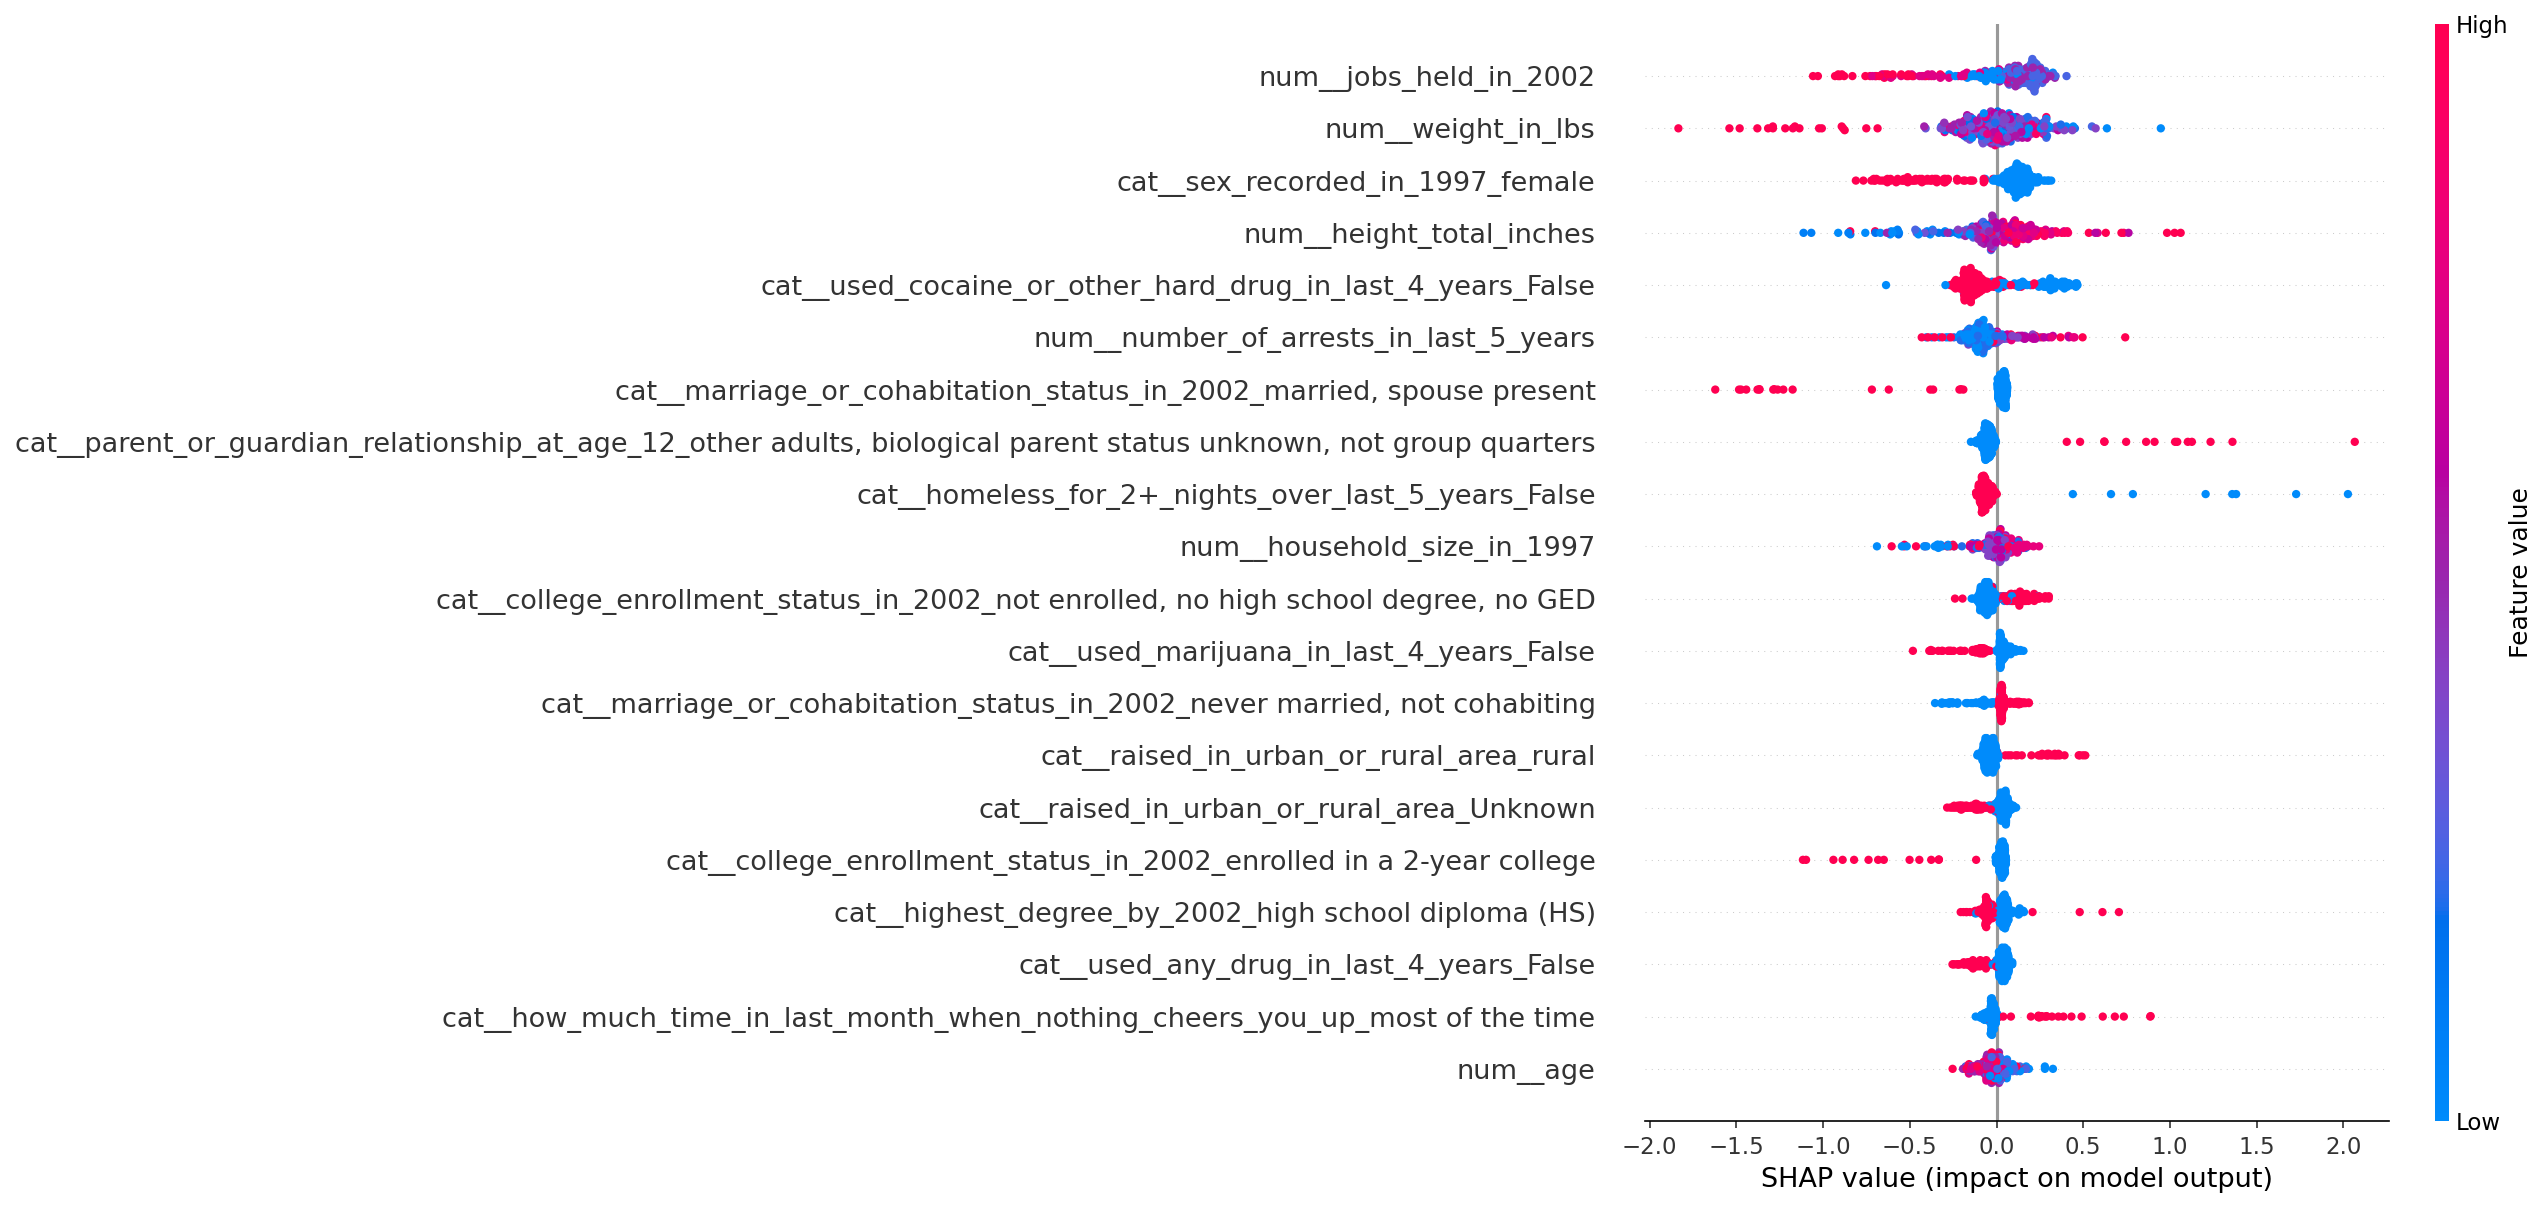 High
num__jobs_held_in_2002
num__weight_in_lbs
cat__sex_recorded_in_1997_female
num__height_total_inches
cat__used_cocaine_or_other_hard_drug_in_last_4_years_False
num__number_of_arrests_in_last_5_years
cat__marriage_or_cohabitation_status_in_2002_married, spouse present
cat__parent_or_guardian_relationship_at_age_12_other adults, biological parent status unknown, not group quarters
cat__homeless_for_2+_nights_over_last_5_years_False
num__household_size_in_1997
cat__college_enrollment_status_in_2002_not enrolled, no high school degree, no GED
cat__used_marijuana_in_last_4_years_False
cat__marriage_or_cohabitation_status_in_2002_never married, not cohabiting
cat__raised_in_urban_or_rural_area_rural
cat__raised_in_urban_or_rural_area_Unknown
cat__college_enrollment_status_in_2002_enrolled in a 2-year college
cat__highest_degree_by_2002_high school diploma (HS)
cat__used_any_drug_in_last_4_years_False
cat__how_much_time_in_last_month_when_nothing_cheers_you_up_most of the time
num__age
Feature value
Low
−2.0 −1.5 −1.0 −0.5 0.0 0.5 1.0 1.5 2.0
SHAP value (impact on model output)